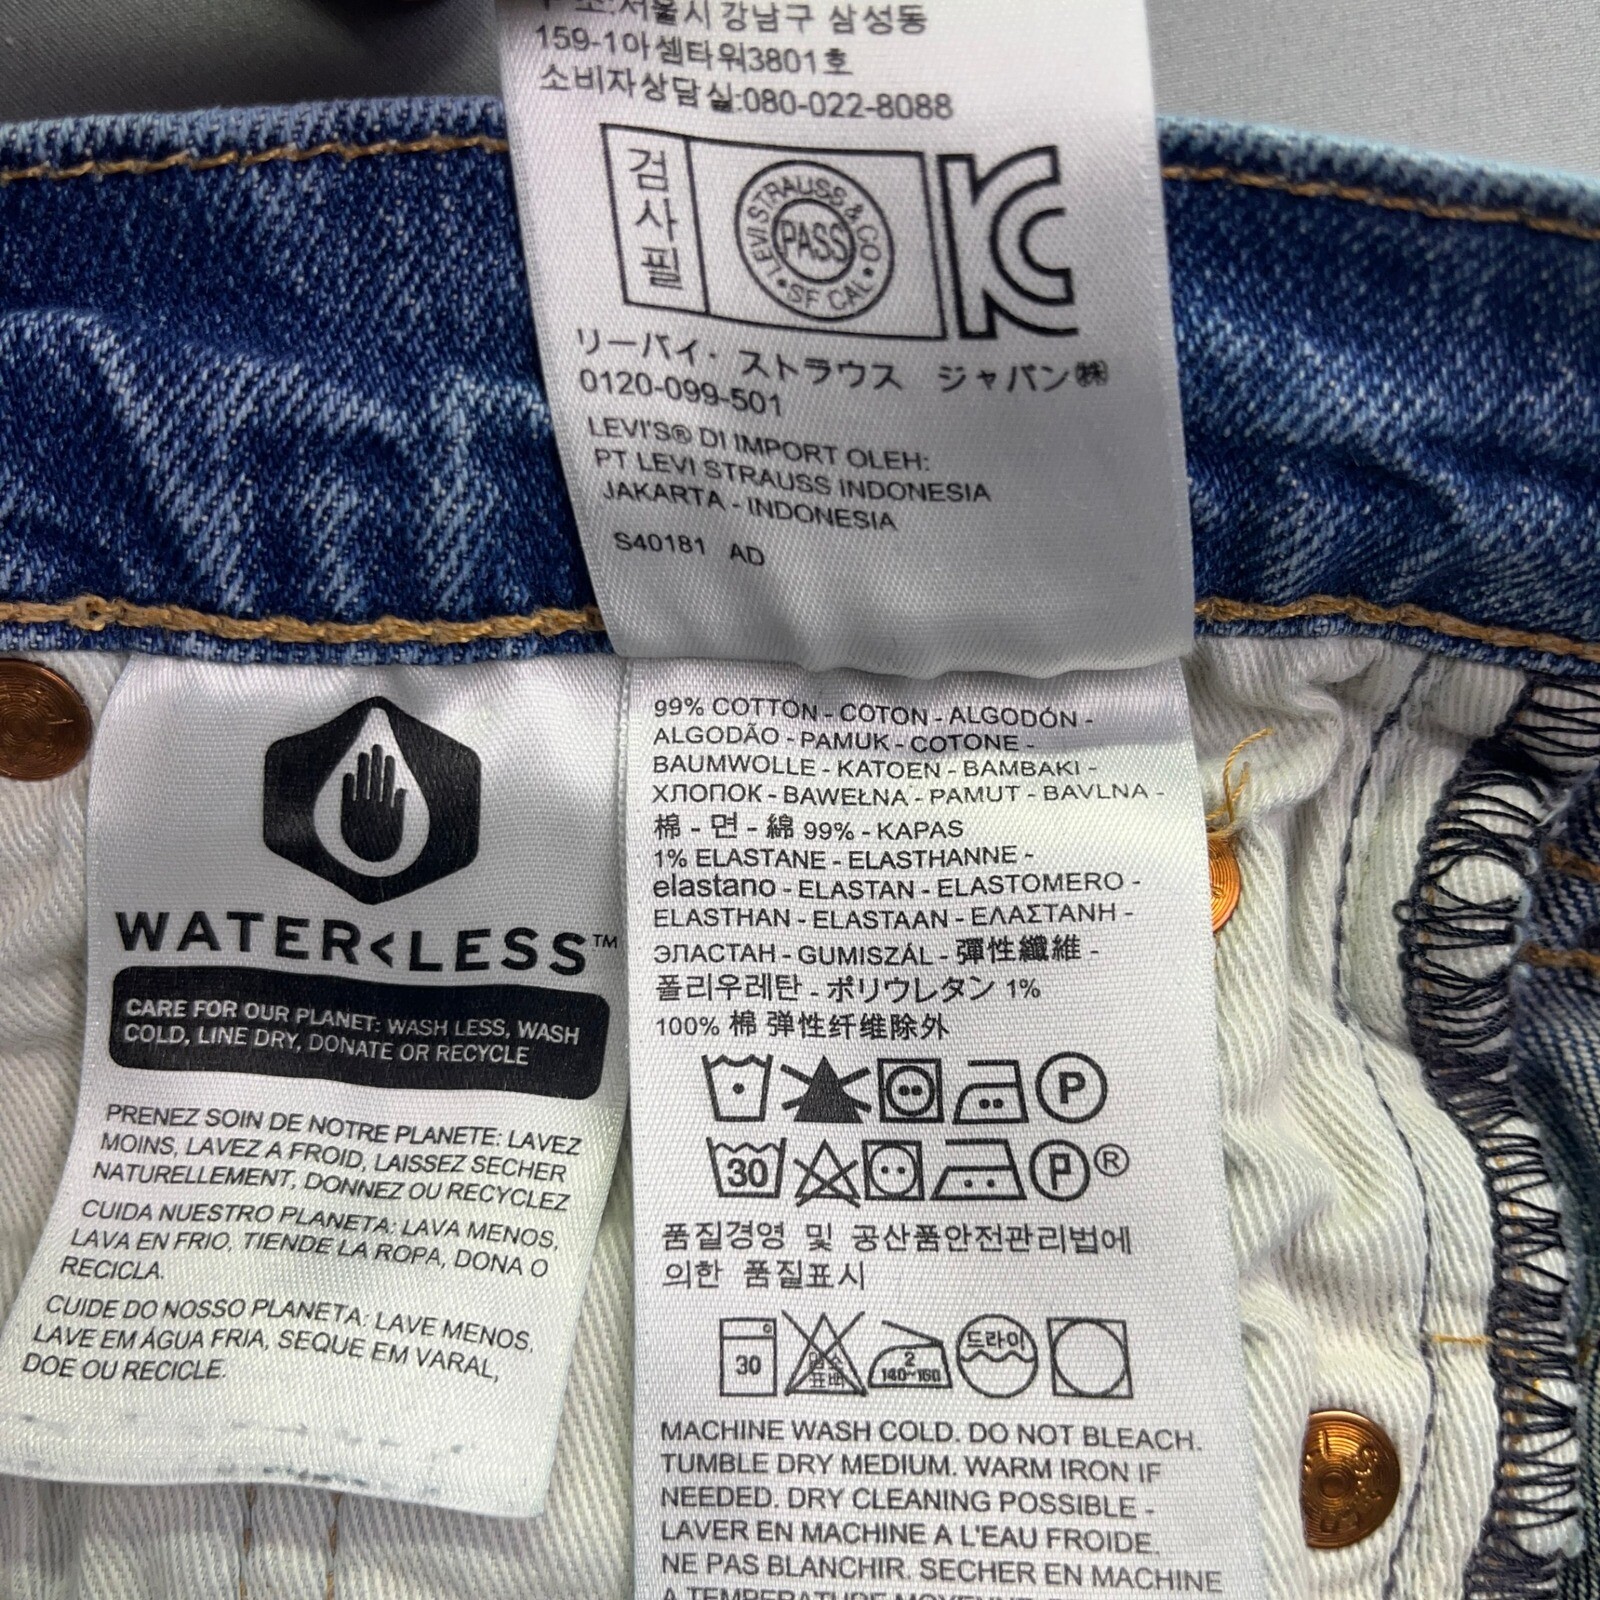 주소:서울시 강남구 삼성동
159-1아셈타워3801호
소비자상담실:080-022-8088
검사필
LEVI STRAUSS & CO
PASS
SF CAL
リーバイ・ストラウス ジャパン㈱
0120-099-501
LEVI'S® DI IMPORT OLEH:
PT LEVI STRAUSS INDONESIA
JAKARTA - INDONESIA
S40181 AD
WATER<LESS™
CARE FOR OUR PLANET: WASH LESS, WASH
COLD, LINE DRY, DONATE OR RECYCLE
PRENEZ SOIN DE NOTRE PLANETE: LAVEZ
MOINS, LAVEZ A FROID, LAISSEZ SECHER
NATURELLEMENT, DONNEZ OU RECYCLEZ
CUIDA NUESTRO PLANETA: LAVA MENOS,
LAVA EN FRIO, TIENDE LA ROPA, DONA O
RECICLA.
CUIDE DO NOSSO PLANETA: LAVE MENOS,
LAVE EM ÁGUA FRIA, SEQUE EM VARAL,
DOE OU RECICLE.
99% COTTON - COTON - ALGODÓN -
ALGODÃO - PAMUK - COTONE -
BAUMWOLLE - KATOEN - BAMBAKI -
ХЛОПОК - BAWEŁNA - PAMUT - BAVLNA -
棉 - 면 - 綿 99% - KAPAS
1% ELASTANE - ELASTHANNE -
elastano - ELASTAN - ELASTOMERO -
ELASTHAN - ELASTAAN - ΕΛΑΣΤΑΝΗ -
ЭЛАСТАН - GUMISZÁL - 彈性纖維 -
폴리우레탄 - ポリウレタン 1%
100% 棉 弹性纤维除外
P
30 P ®
품질경영 및 공산품안전관리법에
의한 품질표시
30 염소표백 2 140~160 드라이
MACHINE WASH COLD. DO NOT BLEACH.
TUMBLE DRY MEDIUM. WARM IRON IF
NEEDED. DRY CLEANING POSSIBLE -
LAVER EN MACHINE A L'EAU FROIDE.
NE PAS BLANCHIR. SECHER EN MACHINE
A TEMPERATURE MOYENNE.